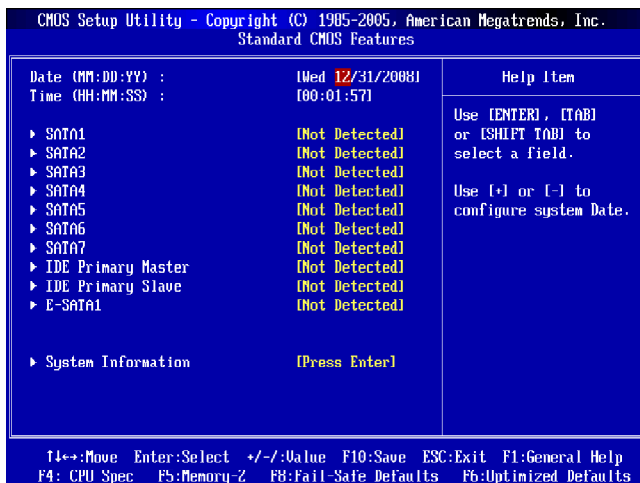 CMOS Setup Utility - Copyright (C) 1985-2005, American Megatrends, Inc.
Standard CMOS Features
Date (MM:DD:YY) : [Wed 12/31/2008]
Time (HH:MM:SS) : [00:01:57]
▶ SATA1 [Not Detected]
▶ SATA2 [Not Detected]
▶ SATA3 [Not Detected]
▶ SATA4 [Not Detected]
▶ SATA5 [Not Detected]
▶ SATA6 [Not Detected]
▶ SATA7 [Not Detected]
▶ IDE Primary Master [Not Detected]
▶ IDE Primary Slave [Not Detected]
▶ E-SATA1 [Not Detected]
▶ System Information [Press Enter]
Help Item
Use [ENTER], [TAB]
or [SHIFT TAB] to
select a field.
Use [+] or [-] to
configure system Date.
↑↓←→:Move Enter:Select +/-/:Value F10:Save ESC:Exit F1:General Help
F4: CPU Spec F5:Memory-Z F8:Fail-Safe Defaults F6:Optimized Defaults